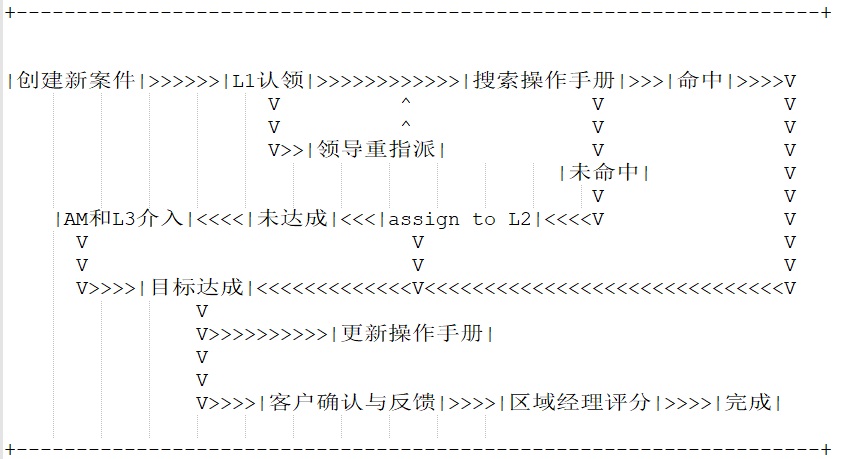 +-------------------------------------------------------------------+
|创建新案件|>>>>>>|L1认领|>>>>>>>>>>>>|搜索操作手册|>>>|命中|>>>>V
V ^ V V
V ^ V V
V>>|领导重指派| V V
|未命中| V
V V
|AM和L3介入|<<<<|未达成|<<<|assign to L2|<<<<V V
V V V
V V V
V>>>>|目标达成|<<<<<<<<<<<<<V<<<<<<<<<<<<<<<<<<<<<<<<<<<<<<V
V
V>>>>>>>>>>|更新操作手册|
V
V
V>>>>|客户确认与反馈|>>>>|区域经理评分|>>>>|完成|
+-------------------------------------------------------------------+